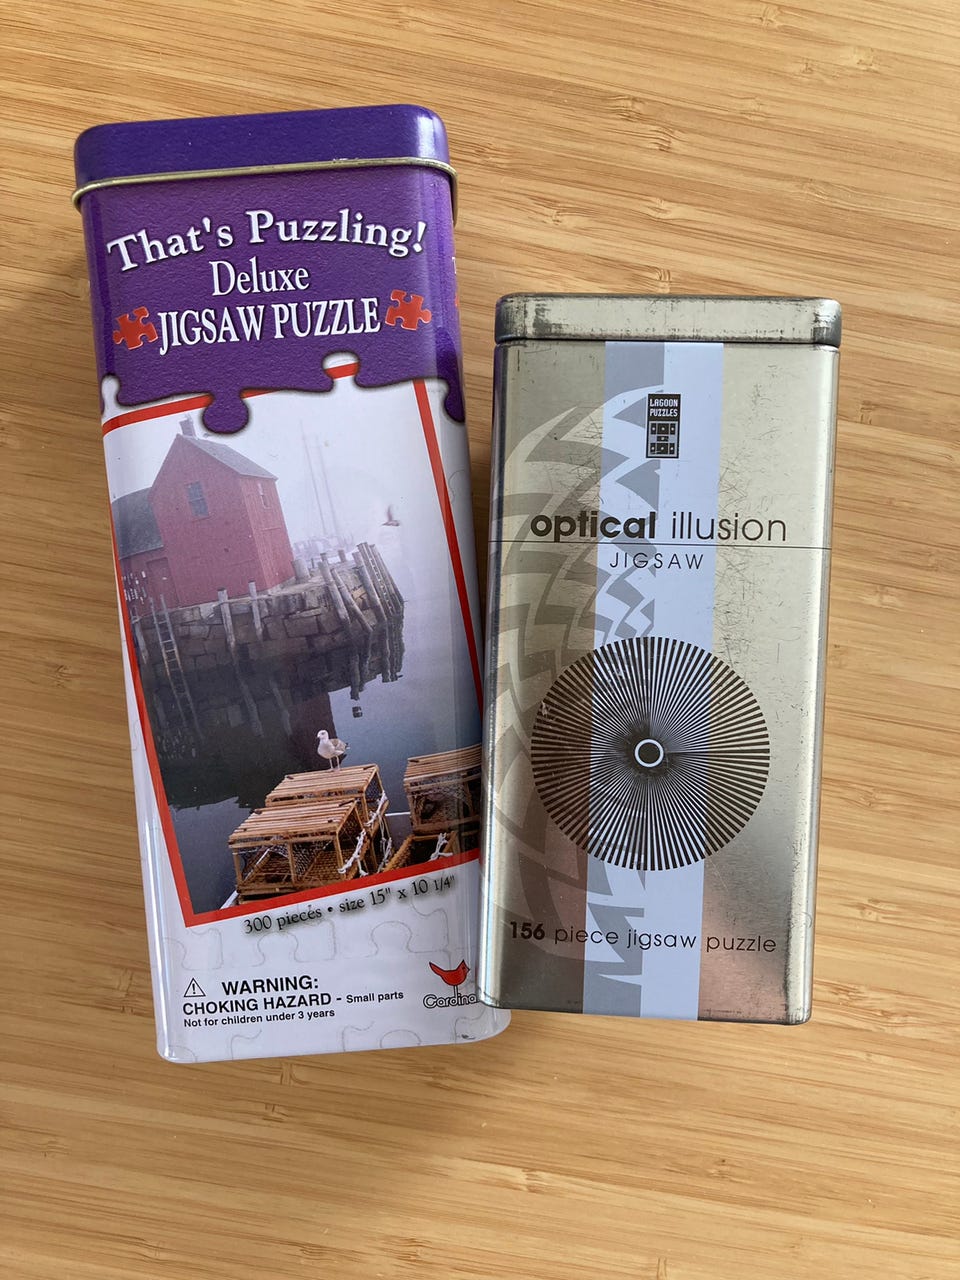 That's Puzzling!
Deluxe
JIGSAW PUZZLE
300 pieces • size 15" x 10 1/4"
WARNING:
CHOKING HAZARD - Small parts
Not for children under 3 years
Cardinal
LAGOON
PUZZLES
optical illusion
JIGSAW
156 piece jigsaw puzzle